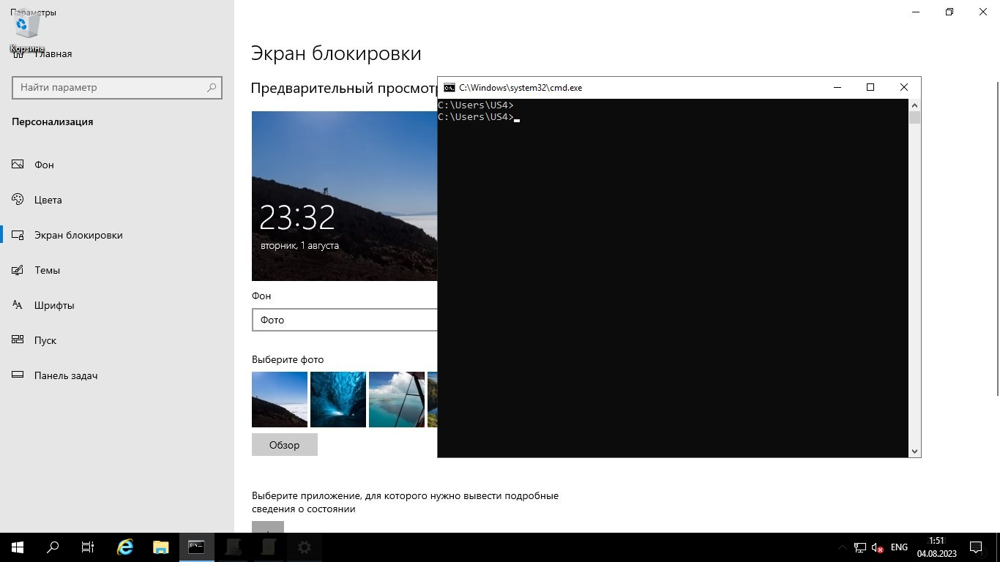 Параметры
Корзина
Главная
Найти параметр
Персонализация
Фон
Цвета
Экран блокировки
Темы
Шрифты
Пуск
Панель задач
Экран блокировки
Предварительный просмотр
23:32
вторник, 1 августа
Фон
Фото
Выберите фото
Обзор
Выберите приложение, для которого нужно вывести подробные
сведения о состоянии
C:\Windows\system32\cmd.exe
C:\Users\US4>
C:\Users\US4>
ENG
1:51
04.08.2023